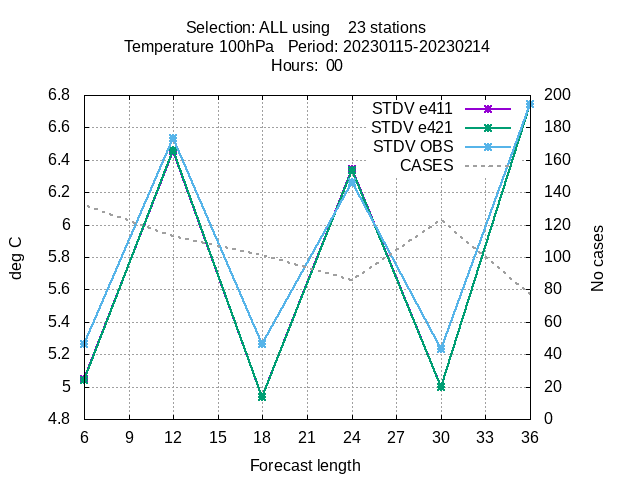 Selection: ALL using 23 stations
Temperature 100hPa Period: 20230115-20230214
Hours: 00
6.8
6.6
6.4
6.2
6
5.8
5.6
5.4
5.2
5
4.8
deg C
STDV e411
STDV e421
STDV OBS
CASES
200
180
160
140
120
100
80
60
40
20
0
No cases
6 9 12 15 18 21 24 27 30 33 36
Forecast length